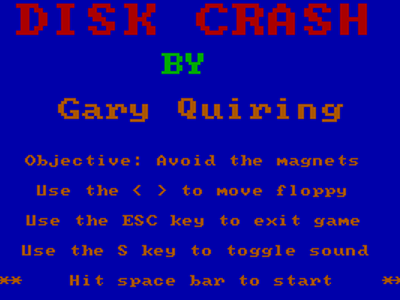 DISK CRASH
BY
Gary Quiring
Objective: Avoid the magnets
Use the < > to move floppy
Use the ESC key to exit game
Use the S key to toggle sound
** Hit space bar to start **